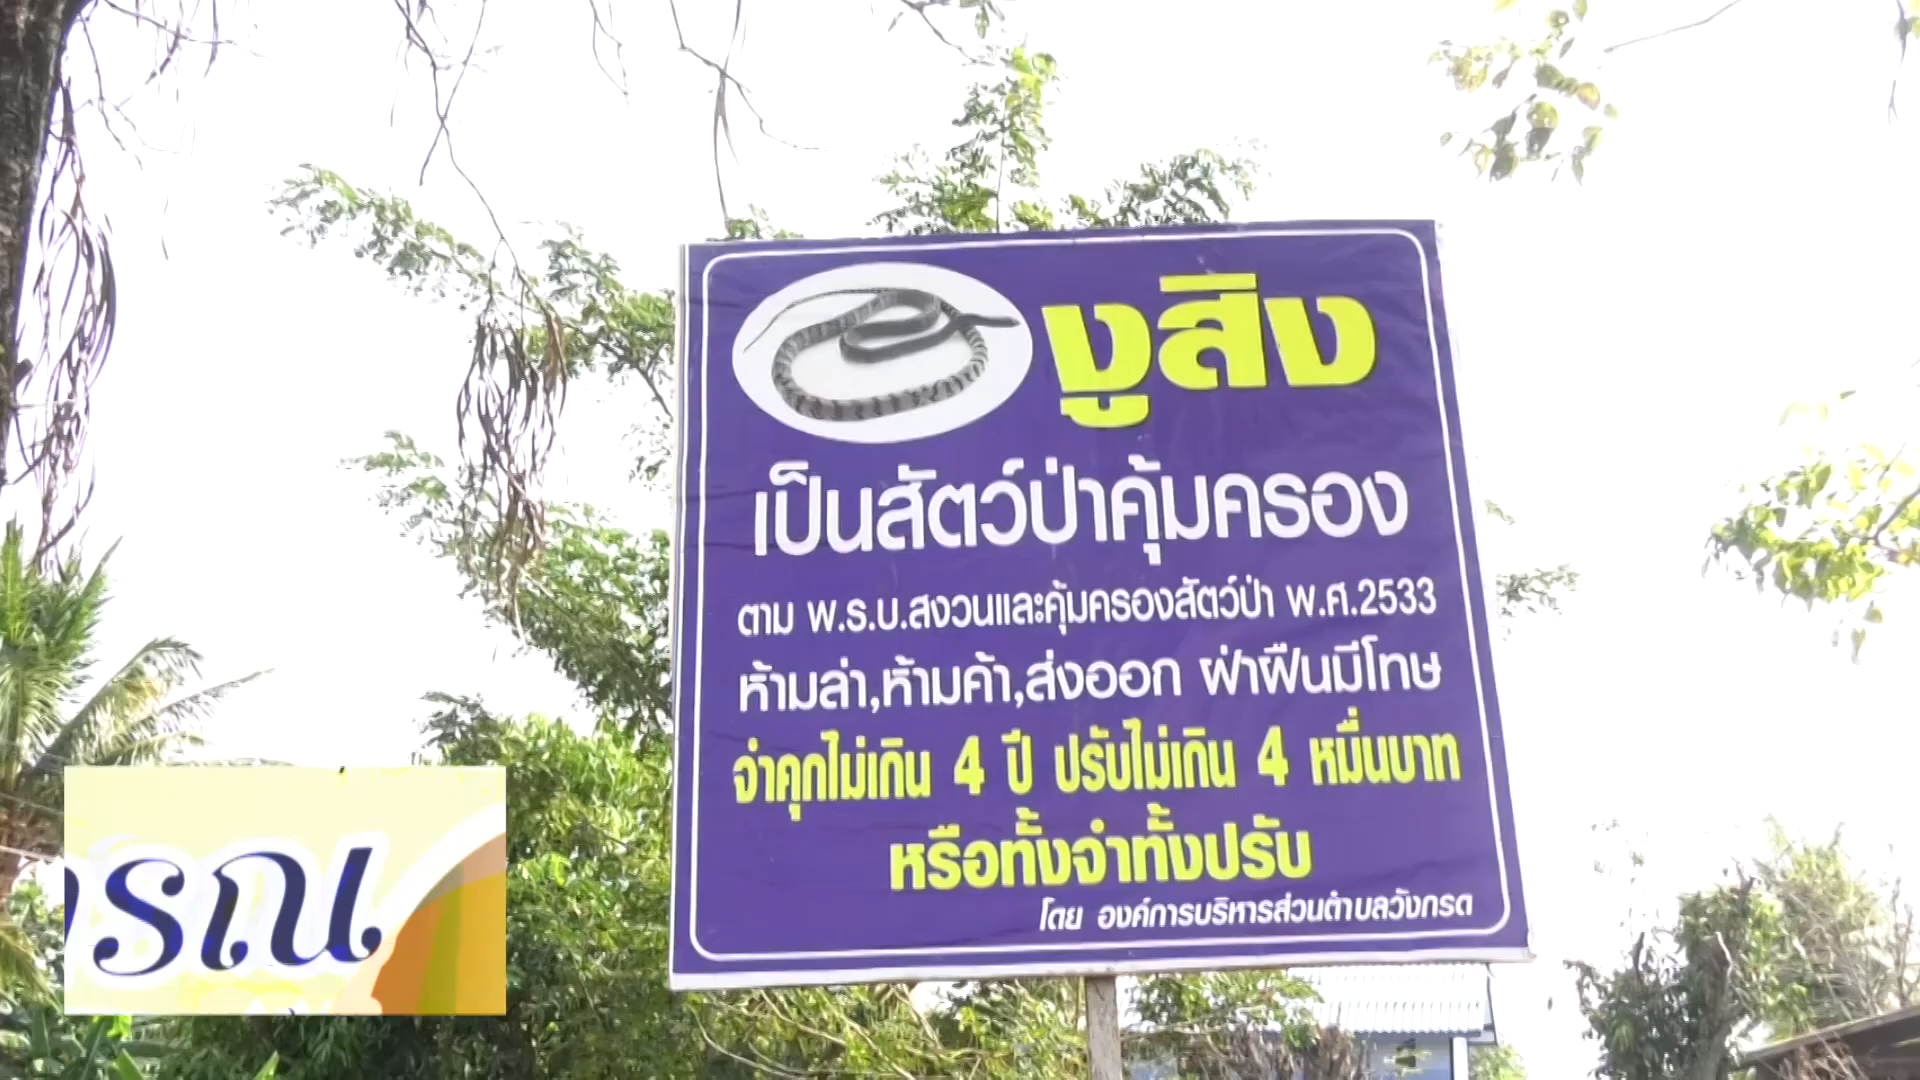 งูสิง
เป็นสัตว์ป่าคุ้มครอง
ตาม พ.ร.บ.สงวนและคุ้มครองสัตว์ป่า พ.ศ.2533
ห้ามล่า,ห้ามค้า,ส่งออก ฝ่าฝืนมีโทษ
จำคุกไม่เกิน 4 ปี ปรับไม่เกิน 4 หมื่นบาท
หรือทั้งจำทั้งปรับ
โดย องค์การบริหารส่วนตำบลวังกรด
รณ